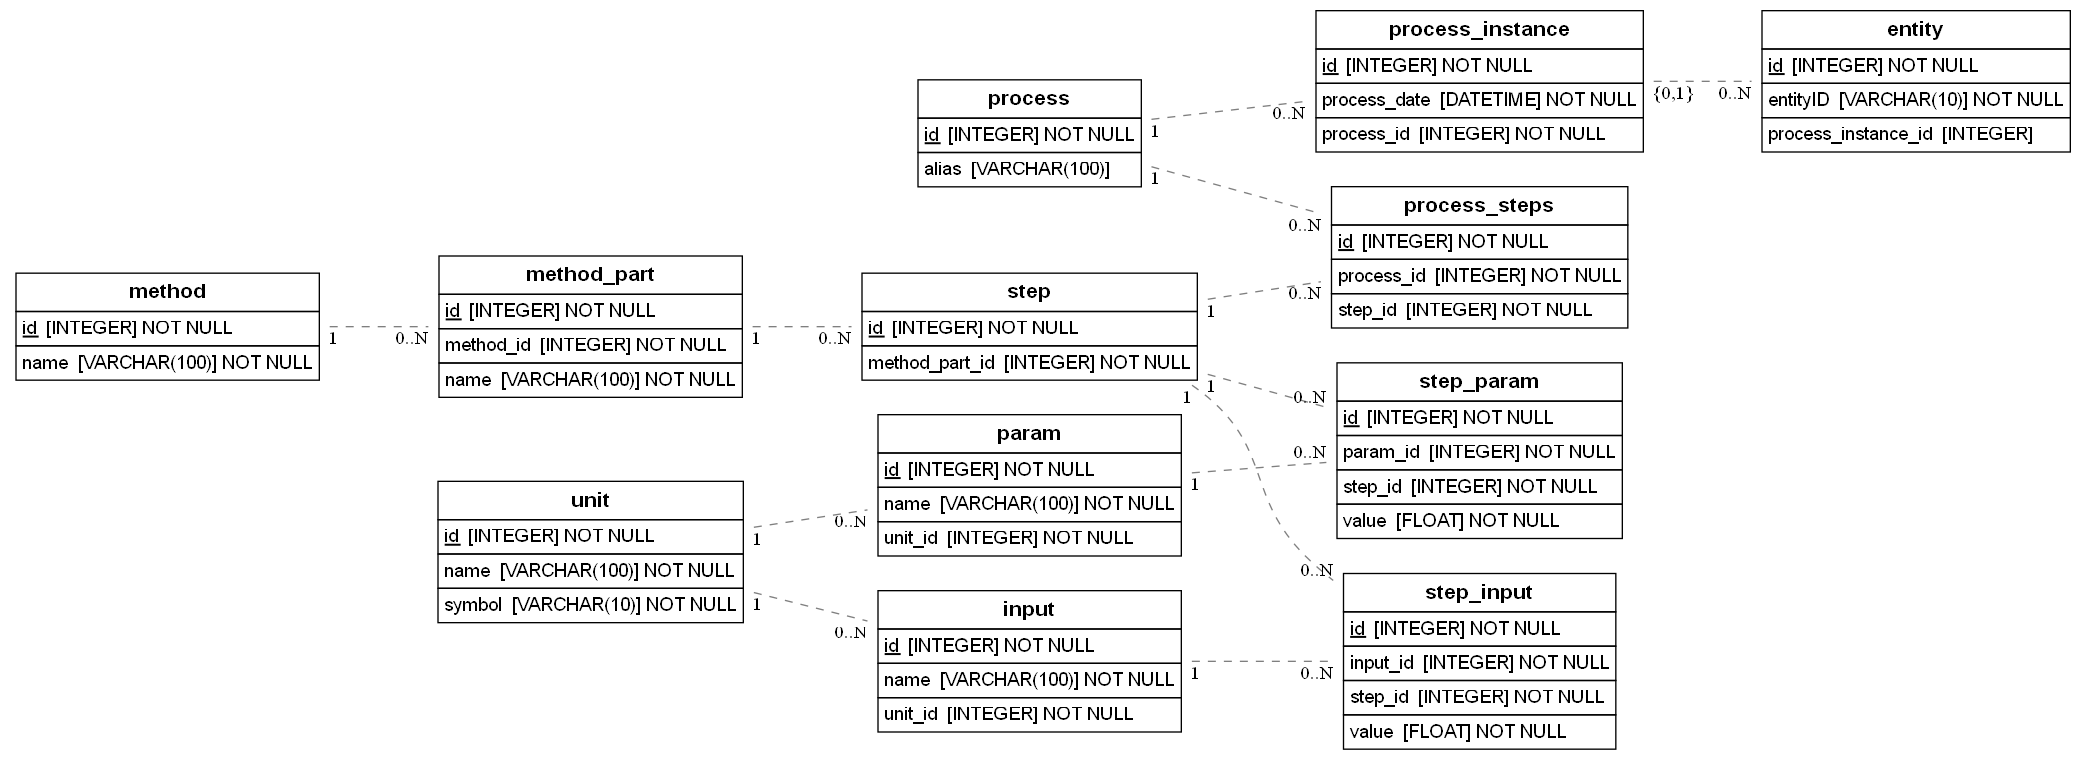 process_instance
id [INTEGER] NOT NULL
process_date [DATETIME] NOT NULL
process_id [INTEGER] NOT NULL
entity
id [INTEGER] NOT NULL
entityID [VARCHAR(10)] NOT NULL
process_instance_id [INTEGER]
{0,1}
0..N
process
id [INTEGER] NOT NULL
alias [VARCHAR(100)]
1
0..N
1
0..N
process_steps
id [INTEGER] NOT NULL
process_id [INTEGER] NOT NULL
step_id [INTEGER] NOT NULL
method
id [INTEGER] NOT NULL
name [VARCHAR(100)] NOT NULL
1
0..N
method_part
id [INTEGER] NOT NULL
method_id [INTEGER] NOT NULL
name [VARCHAR(100)] NOT NULL
1
0..N
step
id [INTEGER] NOT NULL
method_part_id [INTEGER] NOT NULL
1
0..N
1
0..N
1
0..N
step_param
id [INTEGER] NOT NULL
param_id [INTEGER] NOT NULL
step_id [INTEGER] NOT NULL
value [FLOAT] NOT NULL
param
id [INTEGER] NOT NULL
name [VARCHAR(100)] NOT NULL
unit_id [INTEGER] NOT NULL
1
0..N
unit
id [INTEGER] NOT NULL
name [VARCHAR(100)] NOT NULL
symbol [VARCHAR(10)] NOT NULL
1
0..N
1
0..N
input
id [INTEGER] NOT NULL
name [VARCHAR(100)] NOT NULL
unit_id [INTEGER] NOT NULL
1
0..N
step_input
id [INTEGER] NOT NULL
input_id [INTEGER] NOT NULL
step_id [INTEGER] NOT NULL
value [FLOAT] NOT NULL